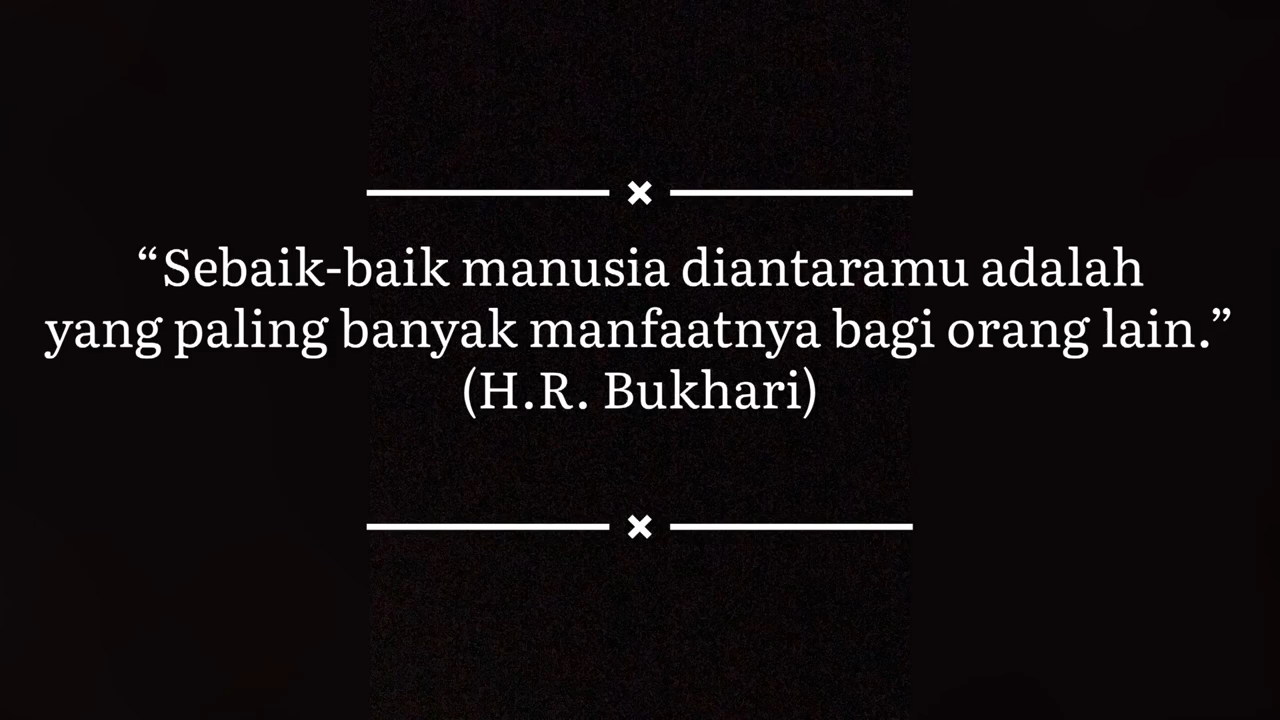 “Sebaik-baik manusia diantaramu adalah
yang paling banyak manfaatnya bagi orang lain.”
(H.R. Bukhari)